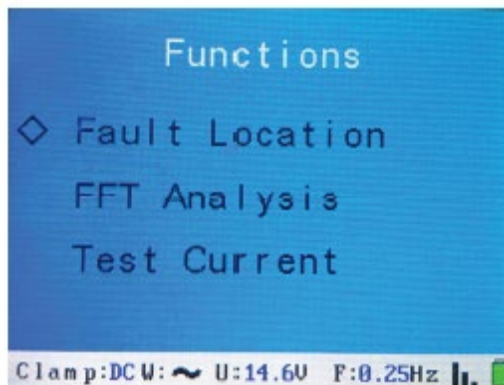 Functions
Fault Location
FFT Analysis
Test Current
Clamp:DC W:~ U:14.6V F:0.25Hz